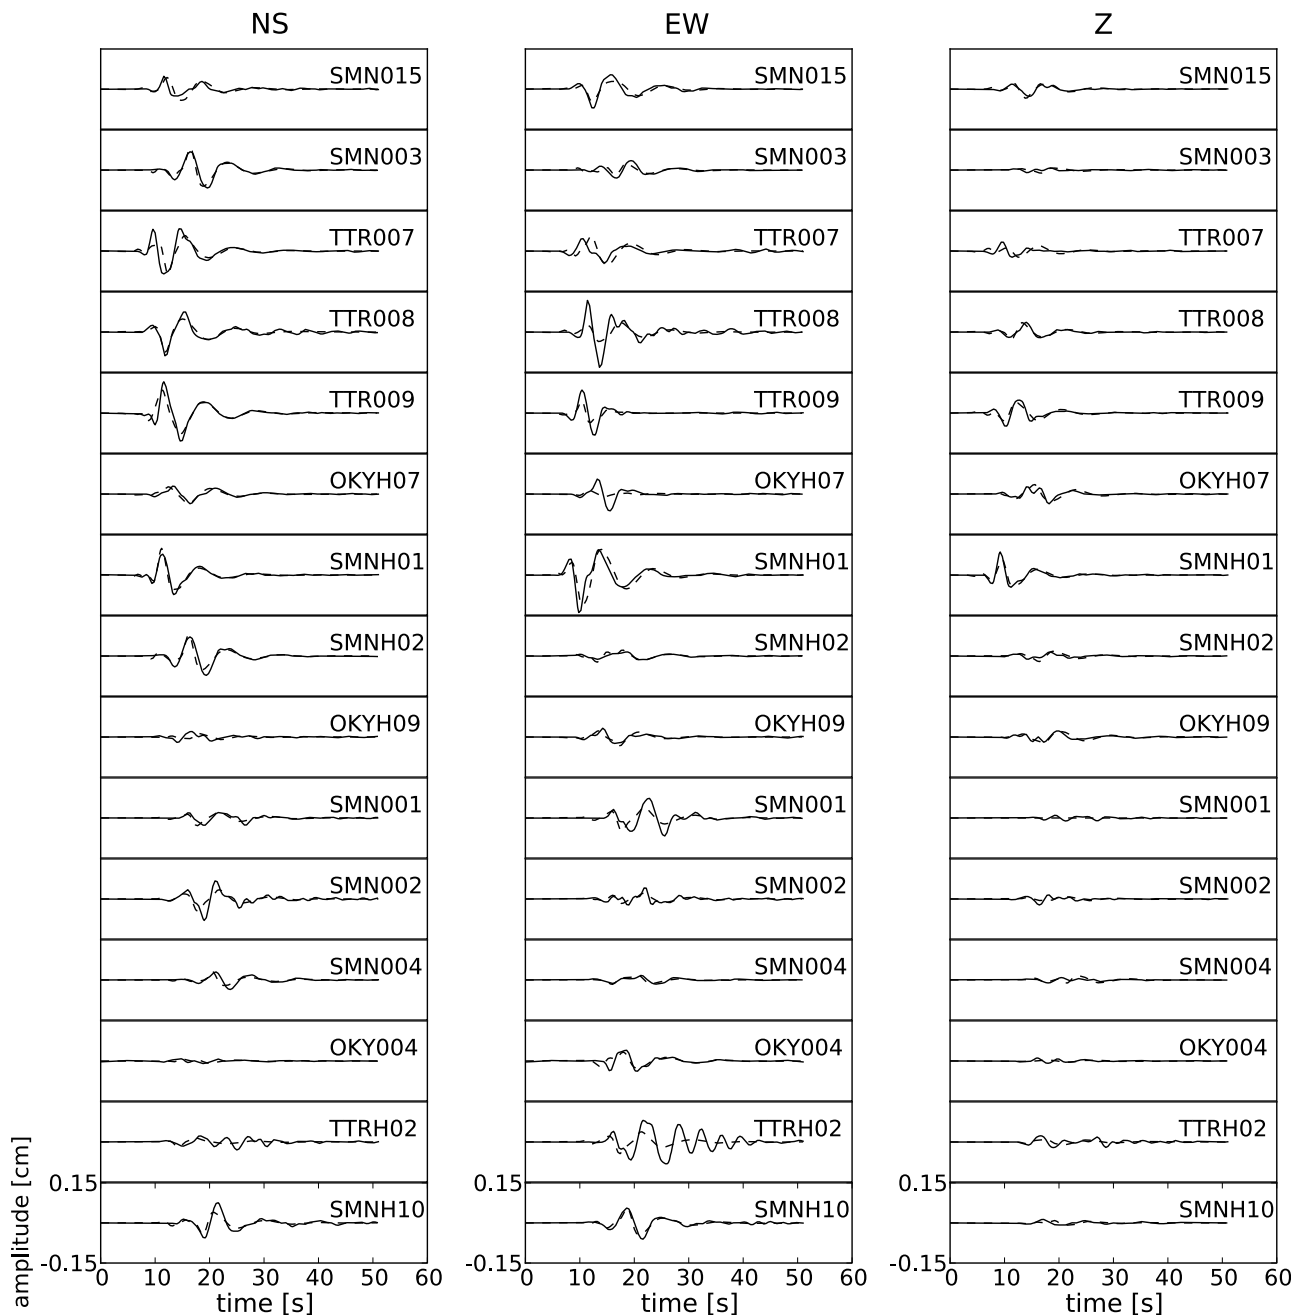 NS EW Z
SMN015 SMN015 SMN015
SMN003 SMN003 SMN003
TTR007 TTR007 TTR007
TTR008 TTR008 TTR008
TTR009 TTR009 TTR009
OKYH07 OKYH07 OKYH07
SMNH01 SMNH01 SMNH01
SMNH02 SMNH02 SMNH02
OKYH09 OKYH09 OKYH09
SMN001 SMN001 SMN001
SMN002 SMN002 SMN002
SMN004 SMN004 SMN004
OKY004 OKY004 OKY004
TTRH02 TTRH02 TTRH02
amplitude [cm]
0.15 0.15 0.15
SMNH10 SMNH10 SMNH10
-0.15 -0.15 -0.15
0 10 20 30 40 50 60 0 10 20 30 40 50 60 0 10 20 30 40 50 60
time [s] time [s] time [s]